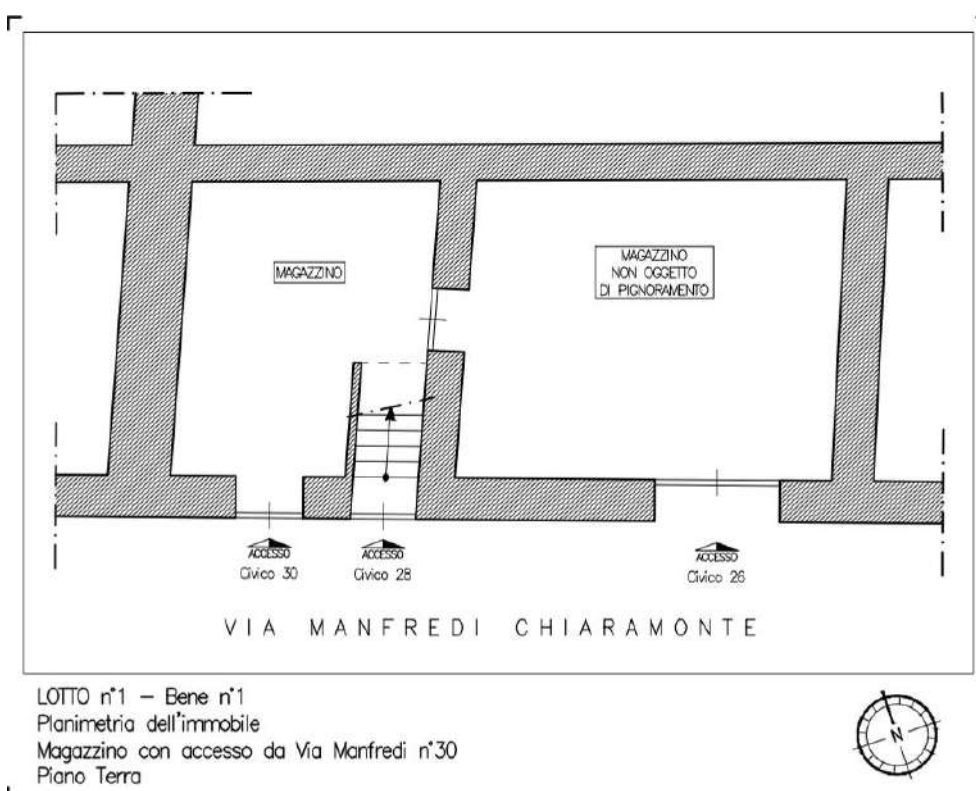 MAGAZZINO
MAGAZZINO
NON OGGETTO
DI PIGNORAMENTO
ACCESSO
Civico 30
ACCESSO
Civico 28
ACCESSO
Civico 26
VIA MANFREDI CHIARAMONTE
LOTTO n°1 – Bene n°1
Planimetria dell'immobile
Magazzino con accesso da Via Manfredi n°30
Piano Terra
N